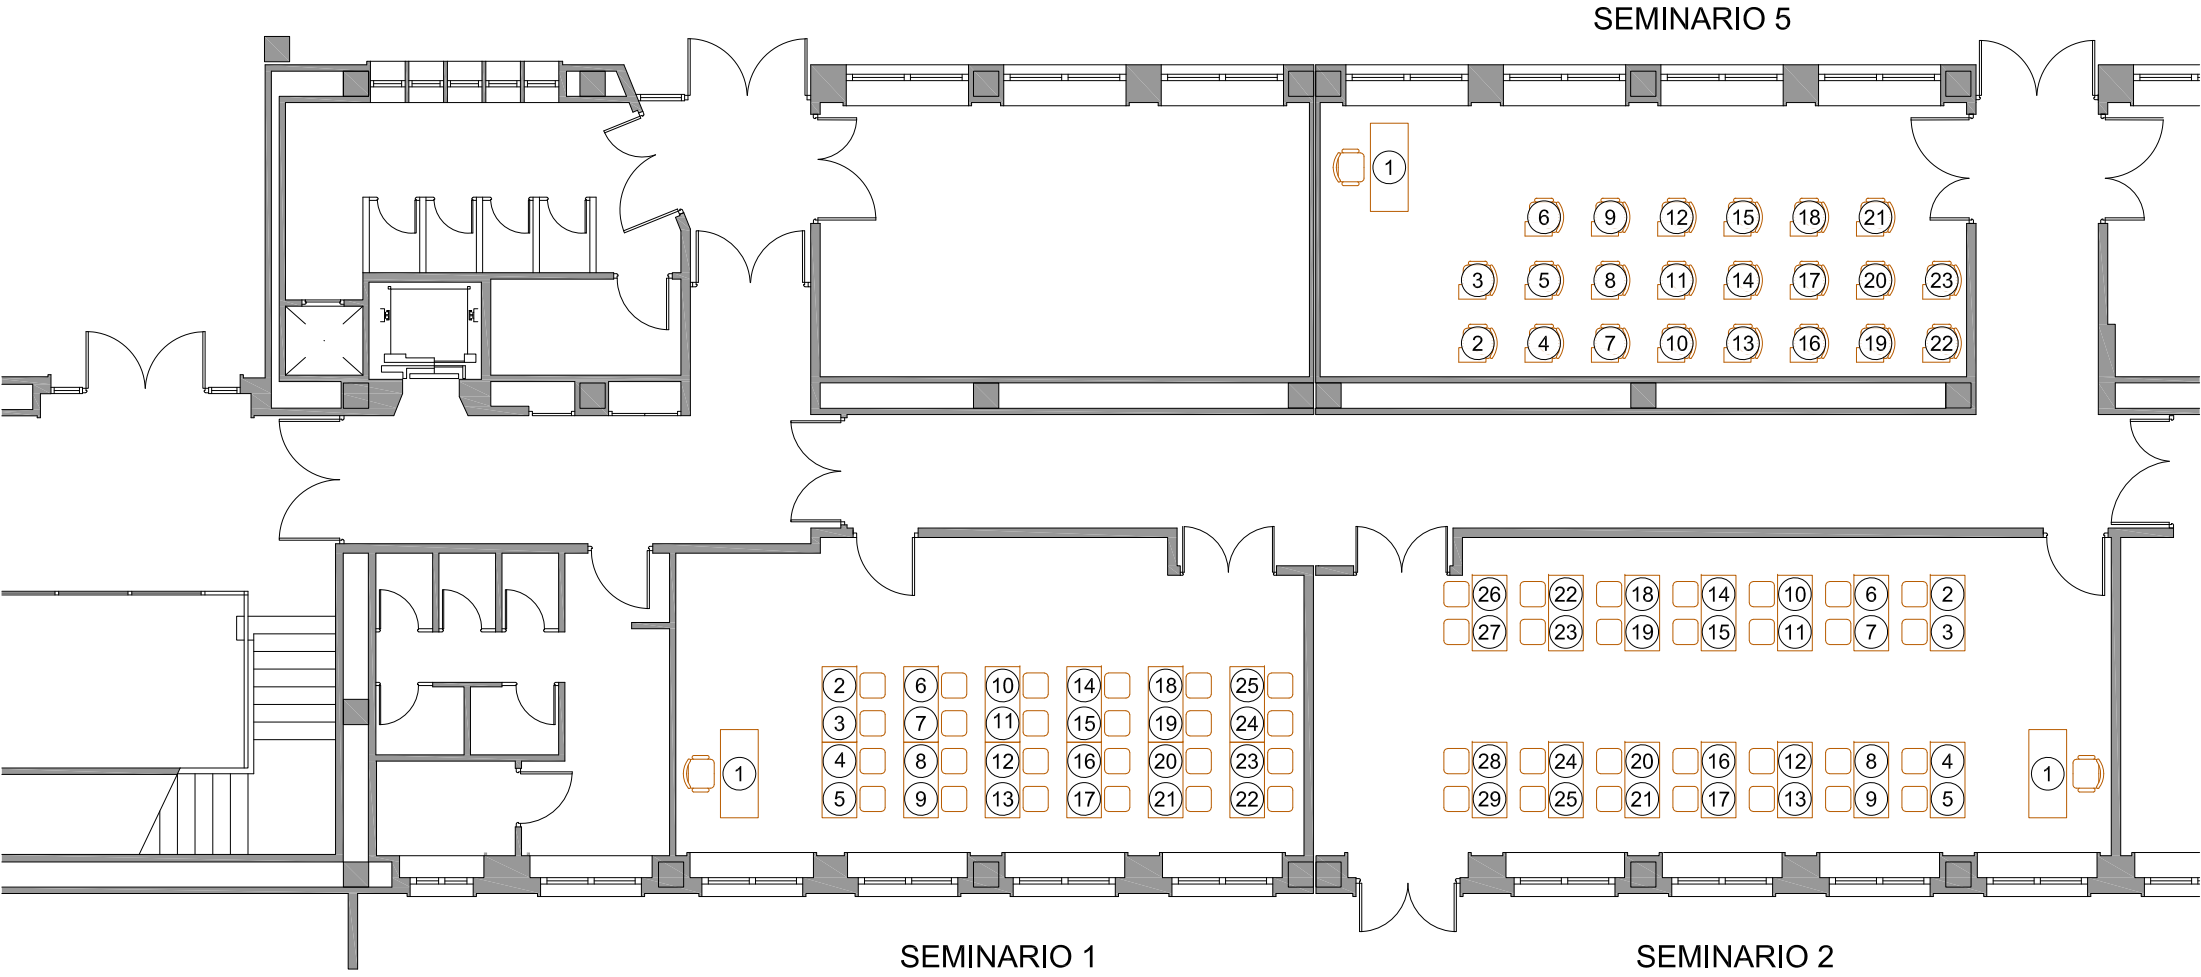 SEMINARIO 5
1
6 9 12 15 18 21
3 5 8 11 14 17 20 23
2 4 7 10 13 16 19 22
26 22 18 14 10 6 2
27 23 19 15 11 7 3
2 6 10 14 18 25
3 7 11 15 19 24
4 8 12 16 20 23
1
5 9 13 17 21 22
28 24 20 16 12 8 4
1
29 25 21 17 13 9 5
SEMINARIO 1
SEMINARIO 2